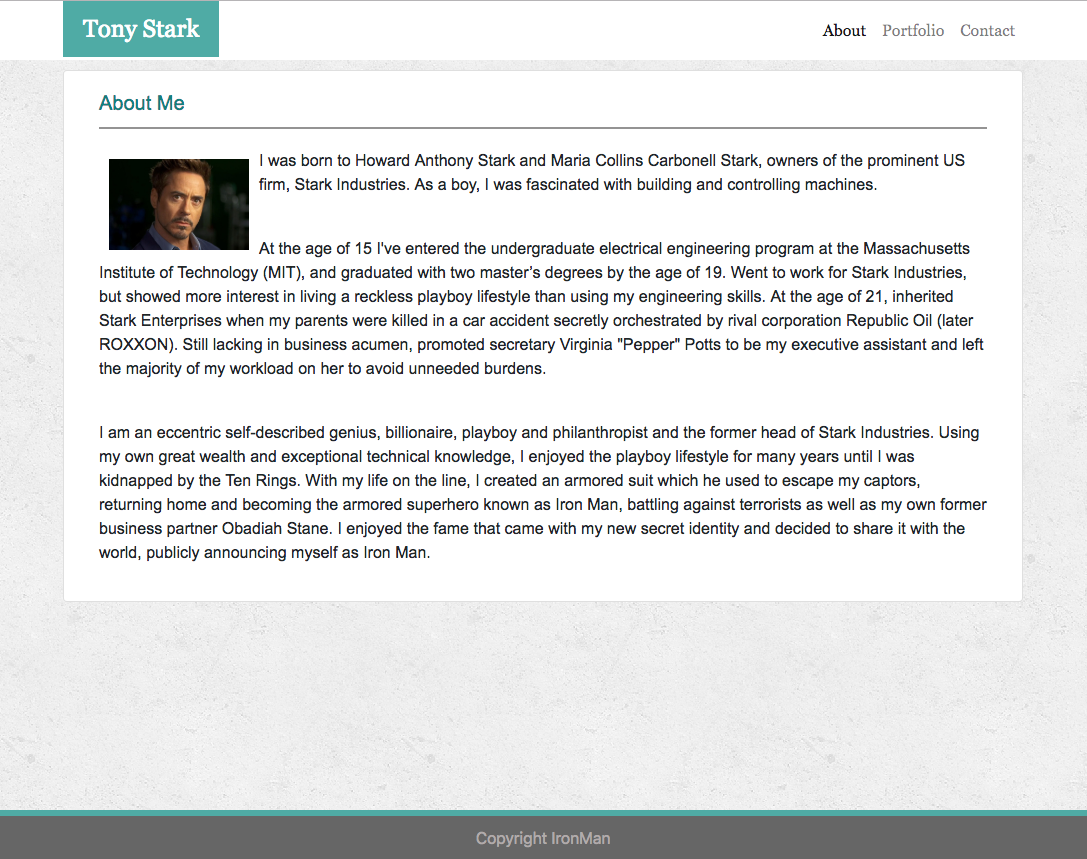 Tony Stark
About Portfolio Contact
About Me
I was born to Howard Anthony Stark and Maria Collins Carbonell Stark, owners of the prominent US
firm, Stark Industries. As a boy, I was fascinated with building and controlling machines.
At the age of 15 I've entered the undergraduate electrical engineering program at the Massachusetts
Institute of Technology (MIT), and graduated with two master’s degrees by the age of 19. Went to work for Stark Industries,
but showed more interest in living a reckless playboy lifestyle than using my engineering skills. At the age of 21, inherited
Stark Enterprises when my parents were killed in a car accident secretly orchestrated by rival corporation Republic Oil (later
ROXXON). Still lacking in business acumen, promoted secretary Virginia "Pepper" Potts to be my executive assistant and left
the majority of my workload on her to avoid unneeded burdens.
I am an eccentric self-described genius, billionaire, playboy and philanthropist and the former head of Stark Industries. Using
my own great wealth and exceptional technical knowledge, I enjoyed the playboy lifestyle for many years until I was
kidnapped by the Ten Rings. With my life on the line, I created an armored suit which he used to escape my captors,
returning home and becoming the armored superhero known as Iron Man, battling against terrorists as well as my own former
business partner Obadiah Stane. I enjoyed the fame that came with my new secret identity and decided to share it with the
world, publicly announcing myself as Iron Man.
Copyright IronMan